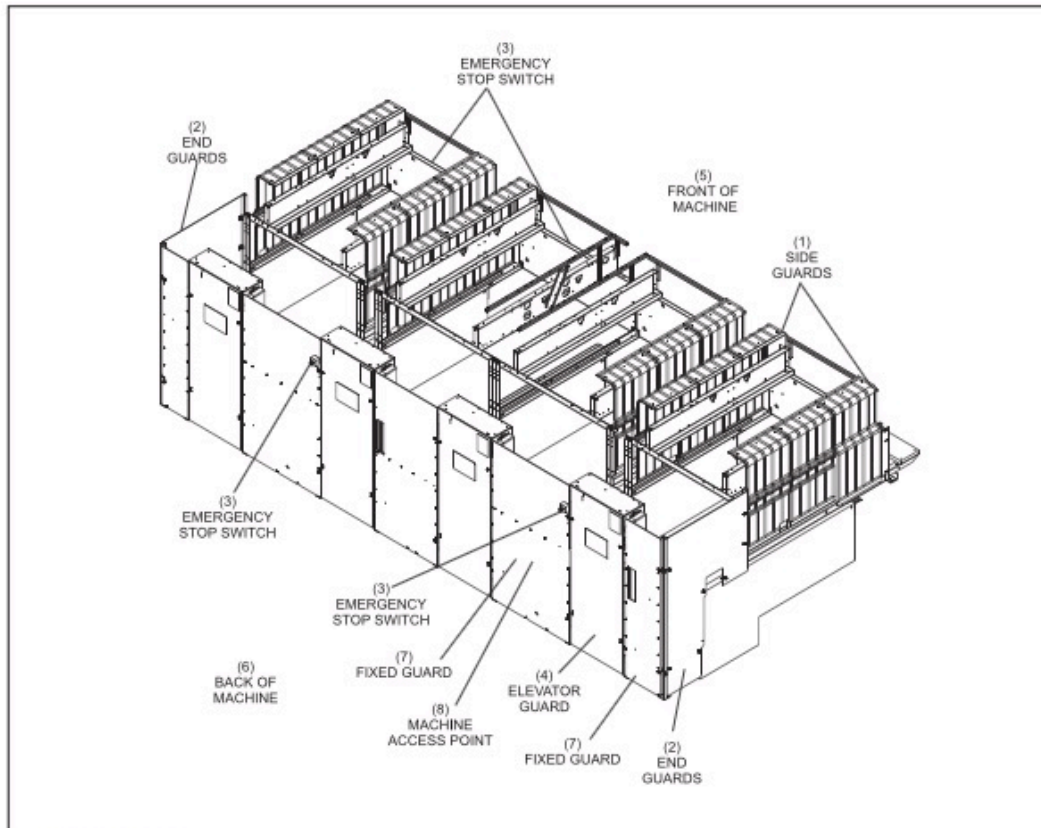 (3)
EMERGENCY
STOP SWITCH
(2)
END
GUARDS
(5)
FRONT OF
MACHINE
(1)
SIDE
GUARDS
(3)
EMERGENCY
STOP SWITCH
(3)
EMERGENCY
STOP SWITCH
(7)
FIXED GUARD
(6)
BACK OF
MACHINE
(4)
ELEVATOR
GUARD
(8)
MACHINE
ACCESS POINT
(7)
FIXED GUARD
(2)
END
GUARDS